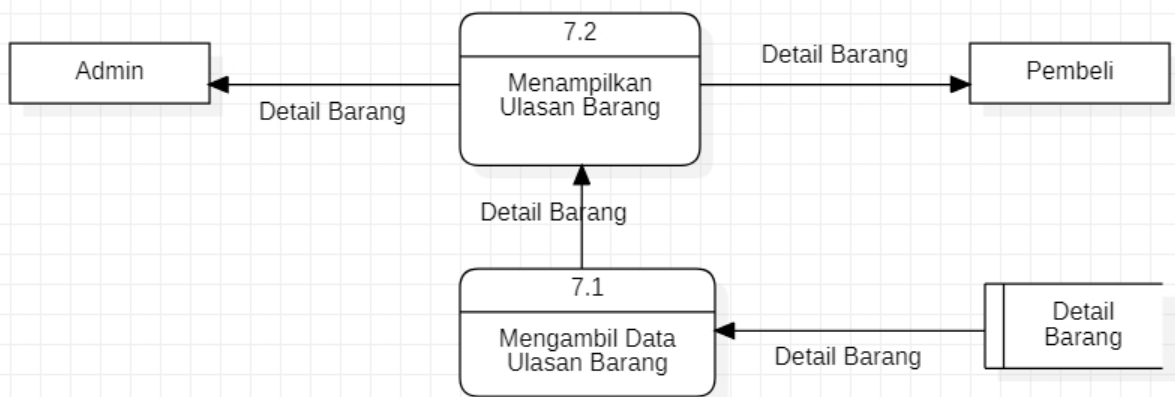 7.2
Admin
Menampilkan
Ulasan Barang
Detail Barang
Pembeli
Detail Barang
Detail Barang
7.1
Mengambil Data
Ulasan Barang
Detail Barang
Detail
Barang